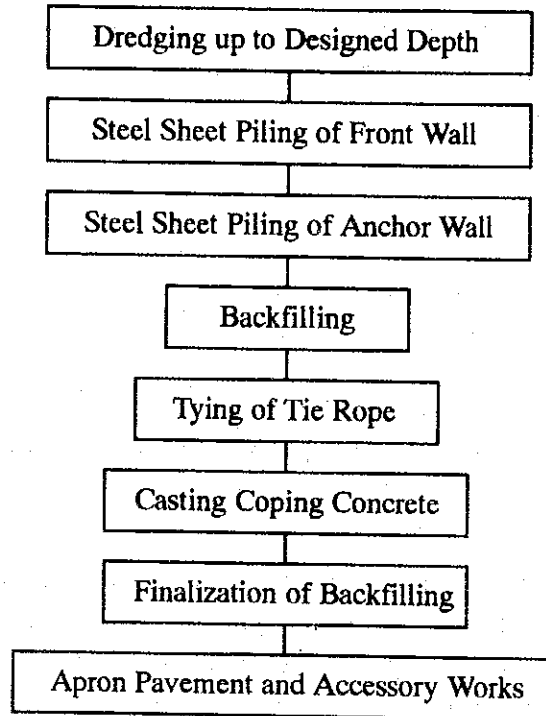 Dredging up to Designed Depth
Steel Sheet Piling of Front Wall
Steel Sheet Piling of Anchor Wall
Backfilling
Tying of Tie Rope
Casting Coping Concrete
Finalization of Backfilling
Apron Pavement and Accessory Works